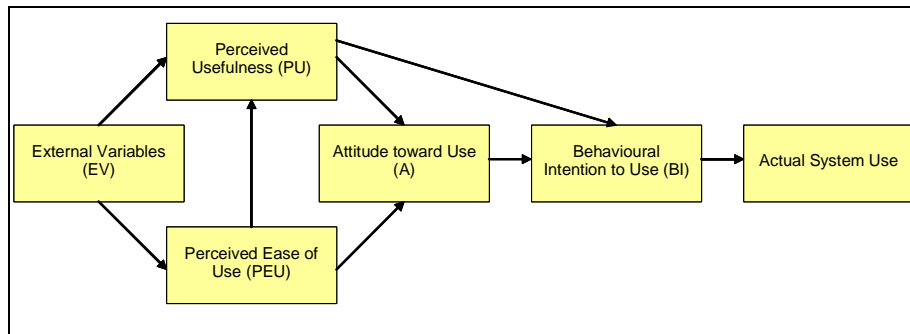 Perceived
Usefulness (PU)
External Variables
(EV)
Attitude toward Use
(A)
Behavioural
Intention to Use (BI)
Actual System Use
Perceived Ease of
Use (PEU)